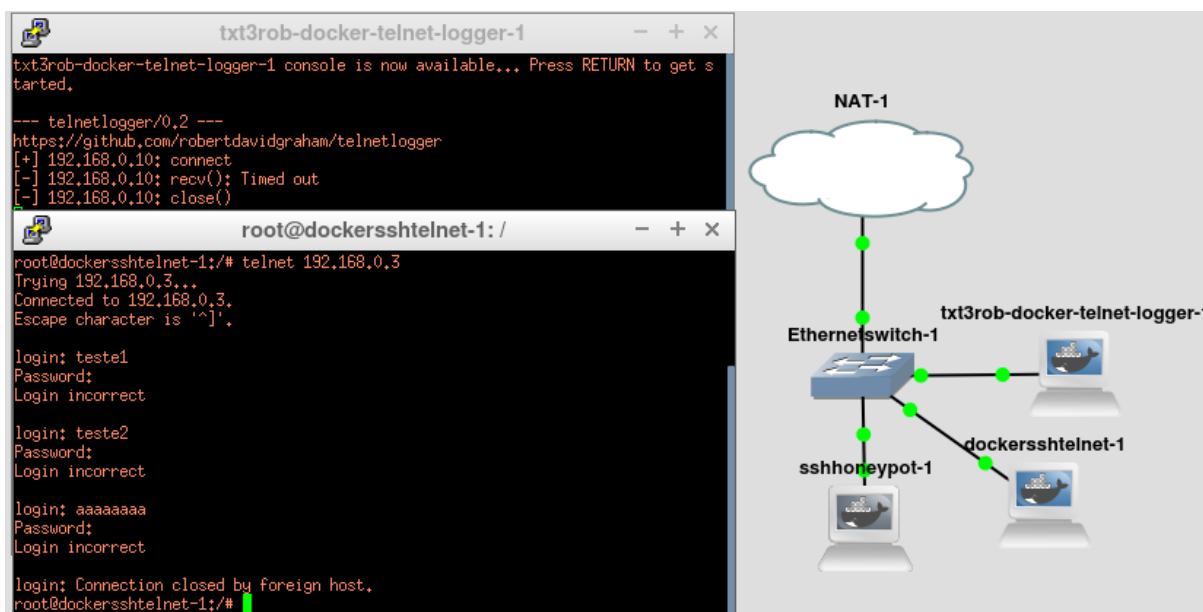 txt3rob-docker-telnet-logger-1
txt3rob-docker-telnet-logger-1 console is now available... Press RETURN to get s
tarted.
--- telnetlogger/0.2 ---
https://github.com/robertdavidgraham/telnetlogger
[+] 192.168.0.10: connect
[-] 192.168.0.10: recv(): Timed out
[-] 192.168.0.10: close()
root@dockersshtelnet-1: /
root@dockersshtelnet-1:/# telnet 192.168.0.3
Trying 192.168.0.3...
Connected to 192.168.0.3.
Escape character is '^]'.
login: teste1
Password:
Login incorrect
login: teste2
Password:
Login incorrect
login: aaaaaaaa
Password:
Login incorrect
login: Connection closed by foreign host.
root@dockersshtelnet-1:/#
NAT-1
txt3rob-docker-telnet-logger-1
Ethernetswitch-1
dockersshtelnet-1
sshhoneypot-1